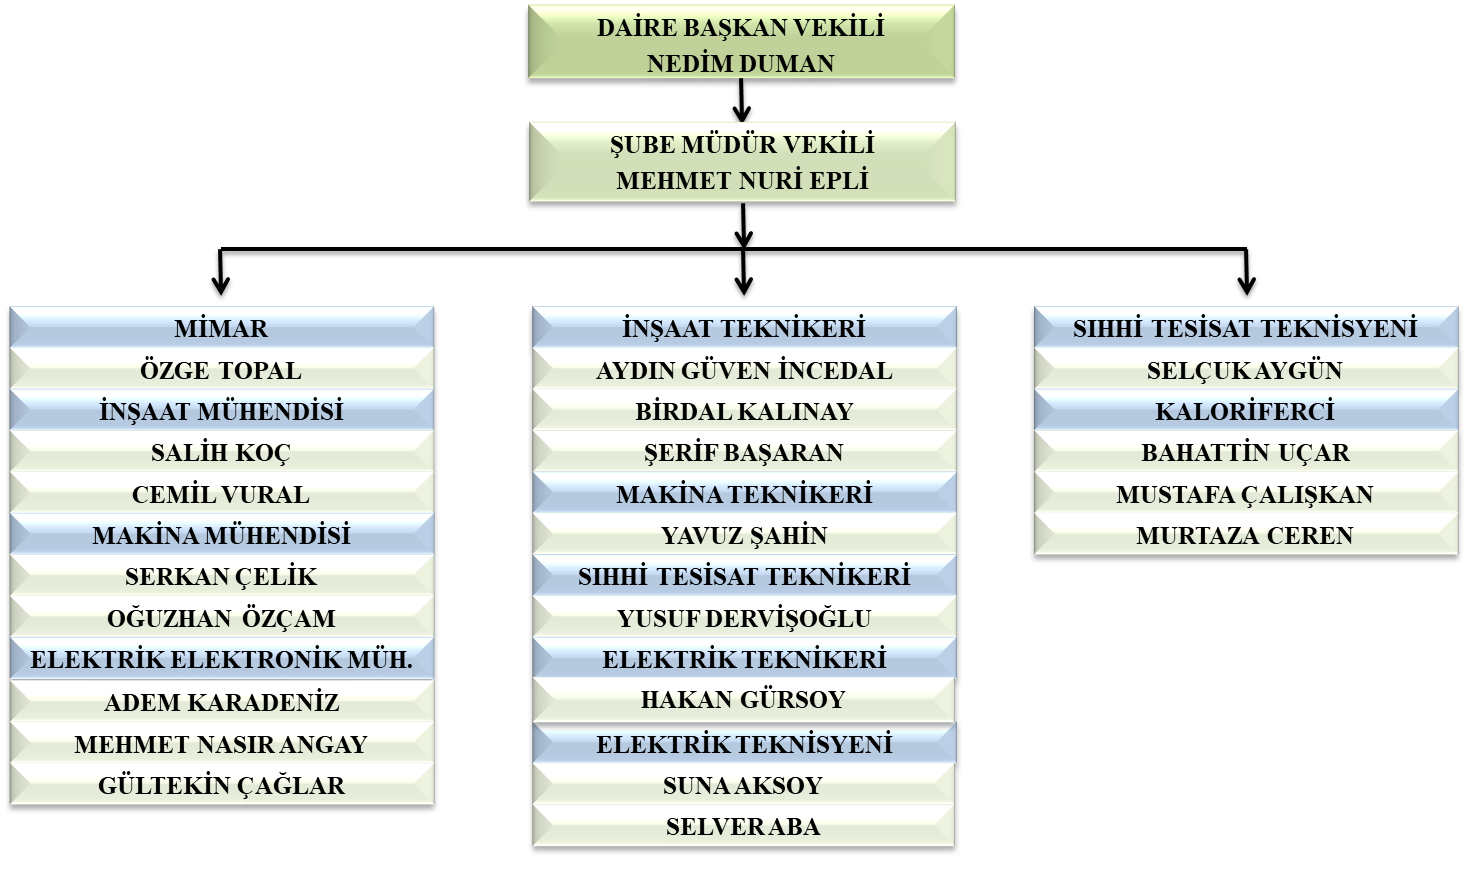 DAİRE BAŞKAN VEKİLİ
NEDİM DUMAN
ŞUBE MÜDÜR VEKİLİ
MEHMET NURİ EPLİ
MİMAR
ÖZGE TOPAL
İNŞAAT MÜHENDİSİ
SALİH KOÇ
CEMİL VURAL
MAKİNA MÜHENDİSİ
SERKAN ÇELİK
OĞUZHAN ÖZÇAM
ELEKTRİK ELEKTRONİK MÜH.
ADEM KARADENİZ
MEHMET NASIR ANGAY
GÜLTEKİN ÇAĞLAR
İNŞAAT TEKNİKERİ
AYDIN GÜVEN İNCEDAL
BİRDAL KALINAY
ŞERİF BAŞARAN
MAKİNA TEKNİKERİ
YAVUZ ŞAHİN
SIHHİ TESİSAT TEKNİKERİ
YUSUF DERVİŞOĞLU
ELEKTRİK TEKNİKERİ
HAKAN GÜRSOY
ELEKTRİK TEKNİSYENİ
SUNA AKSOY
SELVER ABA
SIHHİ TESİSAT TEKNİSYENİ
SELÇUK AYGÜN
KALORİFERCİ
BAHATTİN UÇAR
MUSTAFA ÇALIŞKAN
MURTAZA CEREN